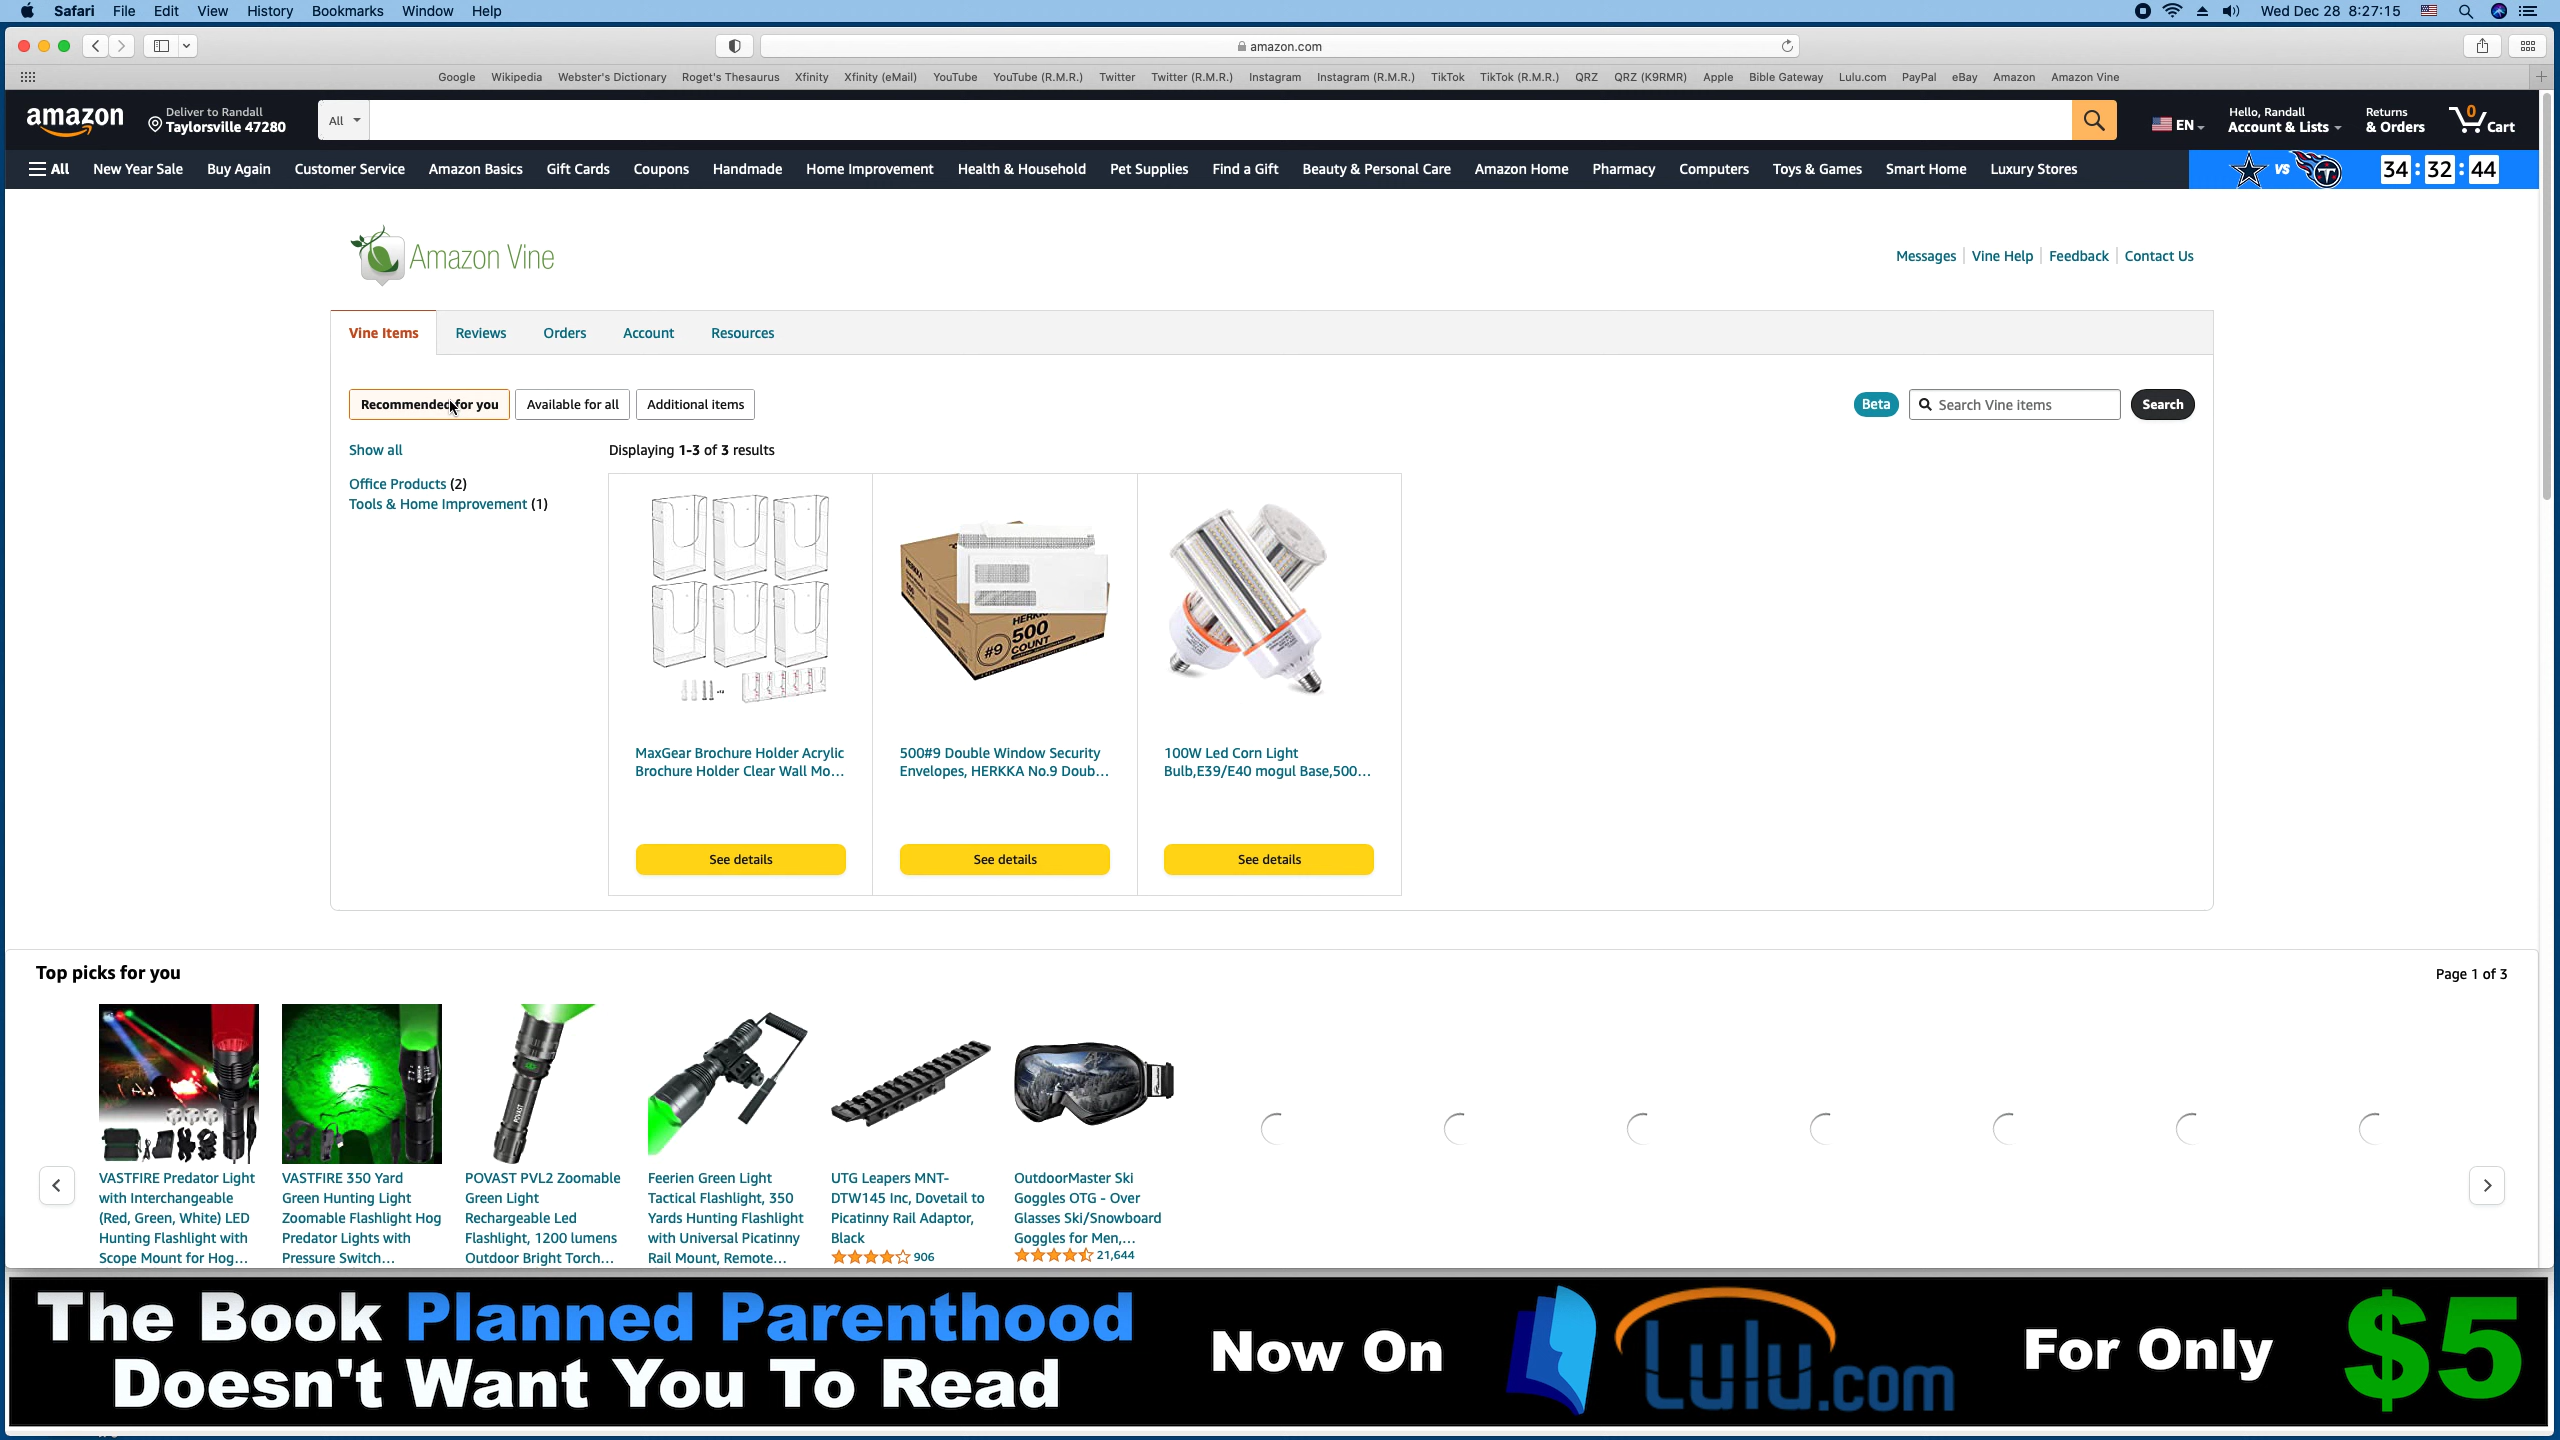 Safari File Edit View History Bookmarks Window Help
Wed Dec 28 8:27:15
amazon.com
Google Wikipedia Webster's Dictionary Roget's Thesaurus Xfinity Xfinity (eMail) YouTube YouTube (R.M.R.) Twitter Twitter (R.M.R.) Instagram Instagram (R.M.R.) TikTok TikTok (R.M.R.) QRZ QRZ (K9RMR) Apple Bible Gateway Lulu.com PayPal eBay Amazon Amazon Vine
amazon
Deliver to Randall
Taylorsville 47280
All
EN
Hello, Randall
Account & Lists
Returns
& Orders
0
Cart
All New Year Sale Buy Again Customer Service Amazon Basics Gift Cards Coupons Handmade Home Improvement Health & Household Pet Supplies Find a Gift Beauty & Personal Care Amazon Home Pharmacy Computers Toys & Games Smart Home Luxury Stores
VS
34:32:44
Amazon Vine
Messages Vine Help Feedback Contact Us
Vine Items Reviews Orders Account Resources
Recommended for you Available for all Additional items
Beta Search Vine items Search
Show all
Displaying 1-3 of 3 results
Office Products (2)
Tools & Home Improvement (1)
HERKKA
500
COUNT
#9
MaxGear Brochure Holder Acrylic
Brochure Holder Clear Wall Mo...
500#9 Double Window Security
Envelopes, HERKKA No.9 Doub...
100W Led Corn Light
Bulb,E39/E40 mogul Base,500...
See details
See details
See details
Top picks for you
Page 1 of 3
POVAST
VASTFIRE Predator Light
with Interchangeable
(Red, Green, White) LED
Hunting Flashlight with
Scope Mount for Hog...
VASTFIRE 350 Yard
Green Hunting Light
Zoomable Flashlight Hog
Predator Lights with
Pressure Switch...
POVAST PVL2 Zoomable
Green Light
Rechargeable Led
Flashlight, 1200 lumens
Outdoor Bright Torch...
Feerien Green Light
Tactical Flashlight, 350
Yards Hunting Flashlight
with Universal Picatinny
Rail Mount, Remote...
UTG Leapers MNT-
DTW145 Inc, Dovetail to
Picatinny Rail Adaptor,
Black
906
OutdoorMaster Ski
Goggles OTG - Over
Glasses Ski/Snowboard
Goggles for Men,...
21,644
The Book Planned Parenthood
Doesn't Want You To Read
Now On
Lulu.com
For Only
$5